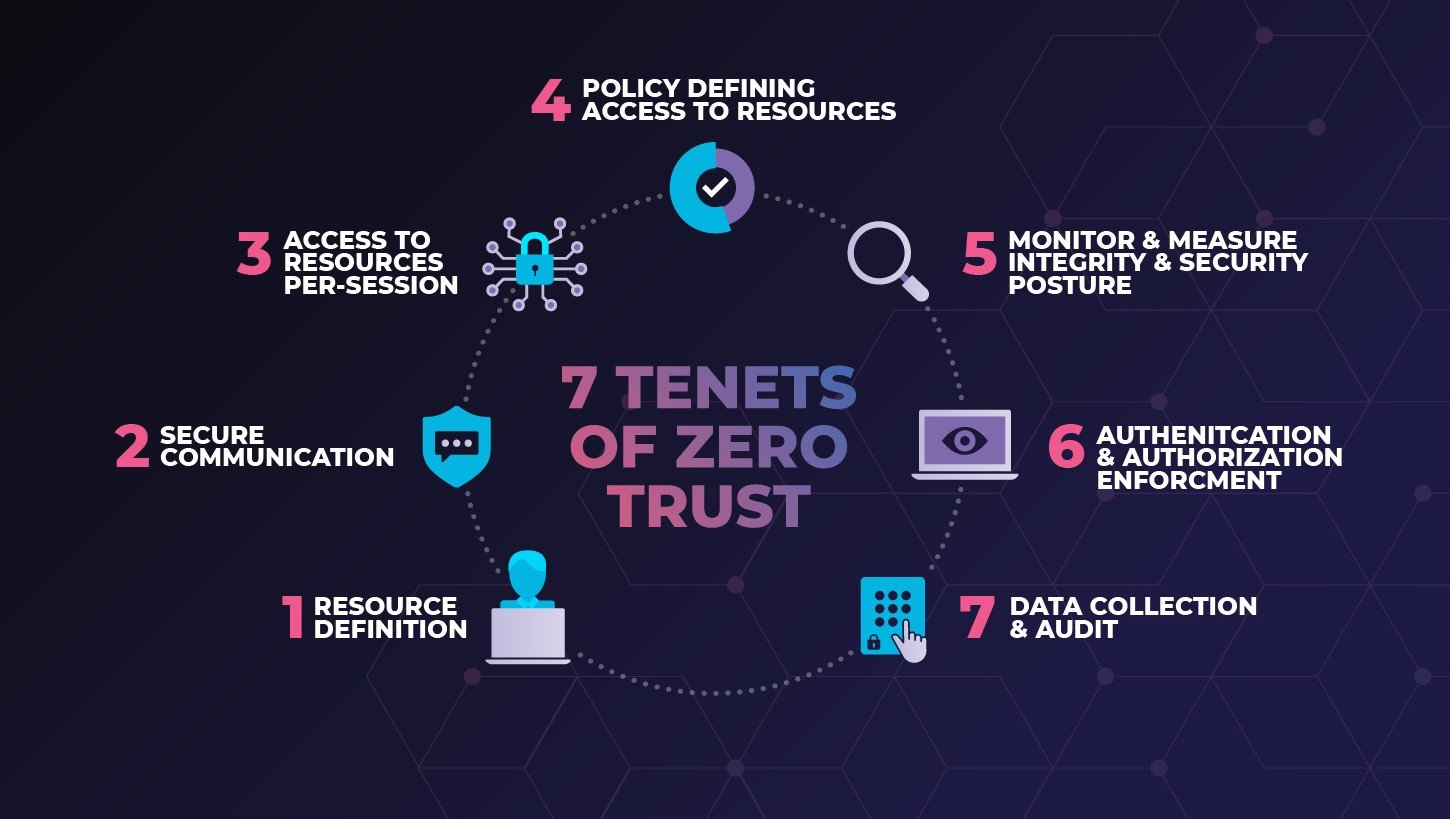 7 TENETS
OF ZERO
TRUST
1 RESOURCE
DEFINITION
2 SECURE
COMMUNICATION
3 ACCESS TO
RESOURCES
PER-SESSION
4 POLICY DEFINING
ACCESS TO RESOURCES
5 MONITOR & MEASURE
INTEGRITY & SECURITY
POSTURE
6 AUTHENITCATION
& AUTHORIZATION
ENFORCMENT
7 DATA COLLECTION
& AUDIT